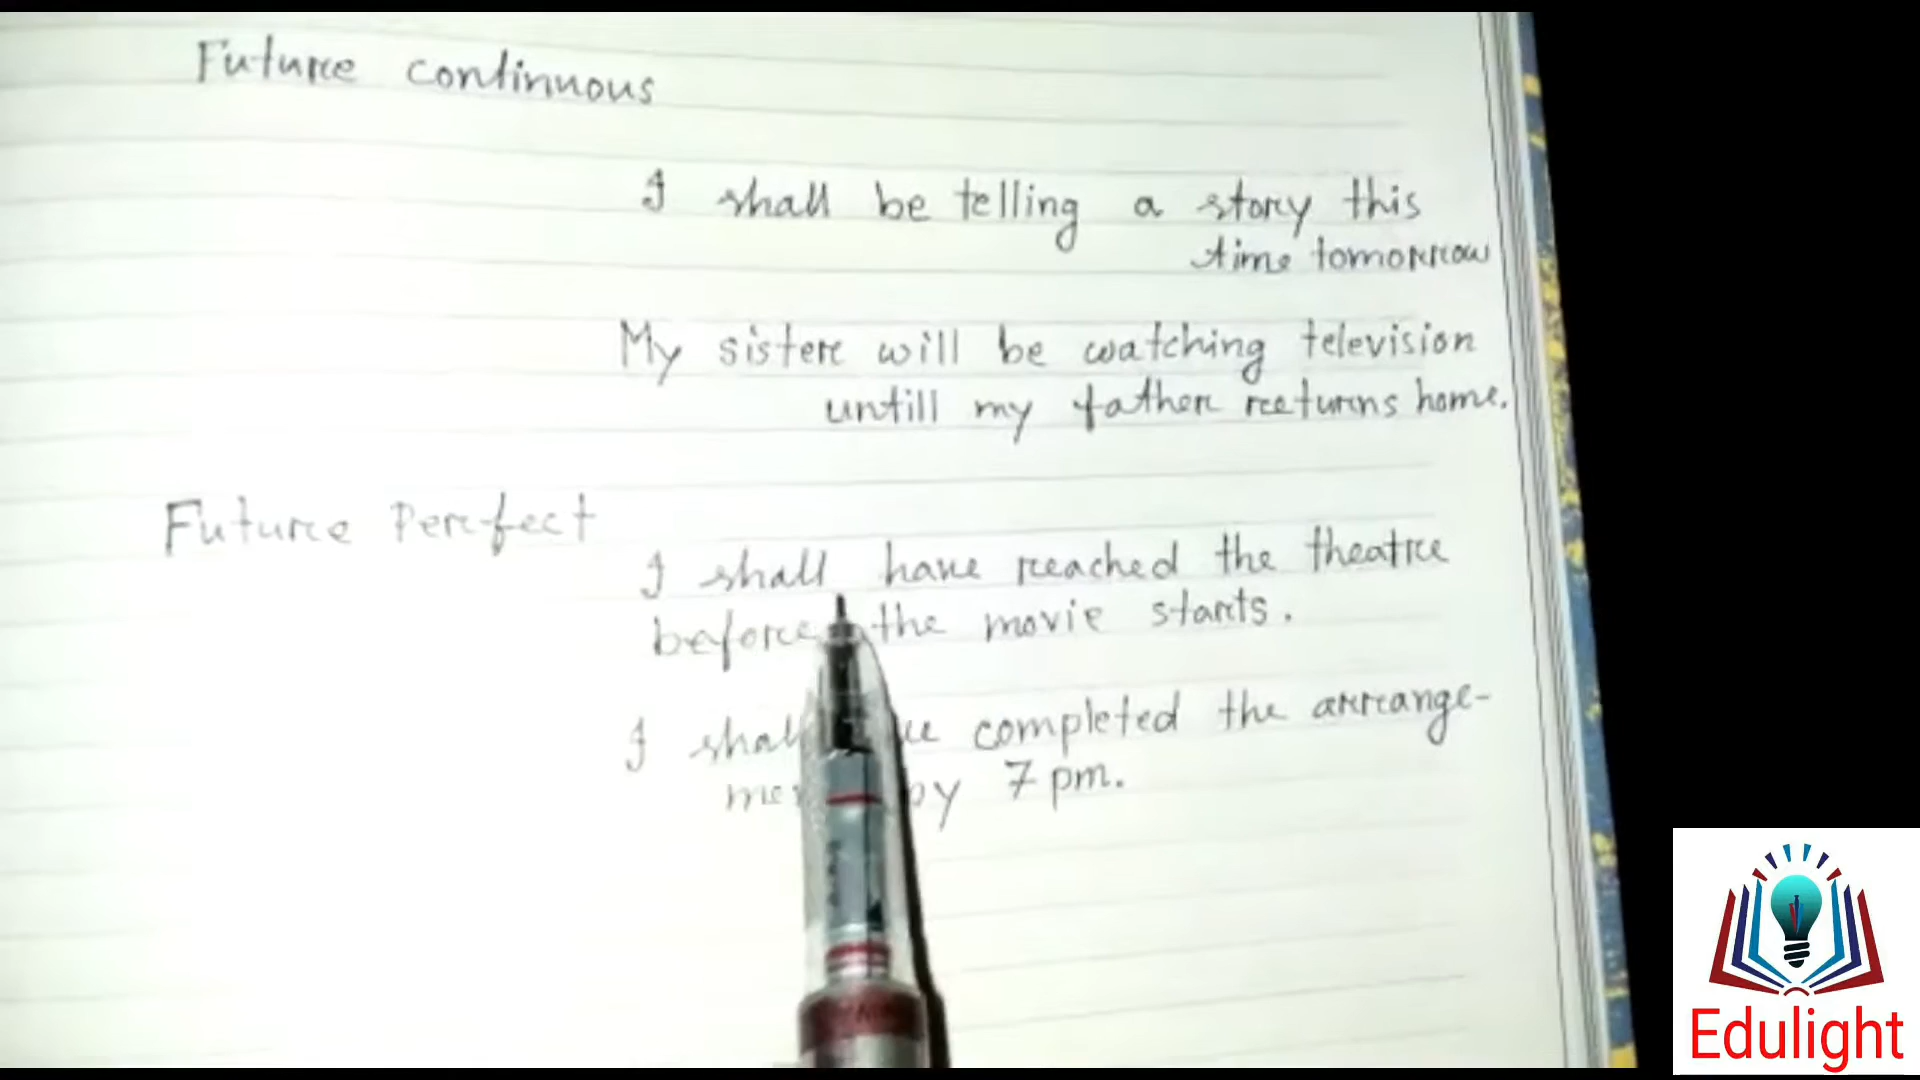 Future continuous
I shall be telling a story this
time tomorrow
My sister will be watching television
untill my father returns home.
Future Perfect
I shall have reached the theatre
before the movie starts.
I shall completed the arrange-
by 7 pm.
Edulight